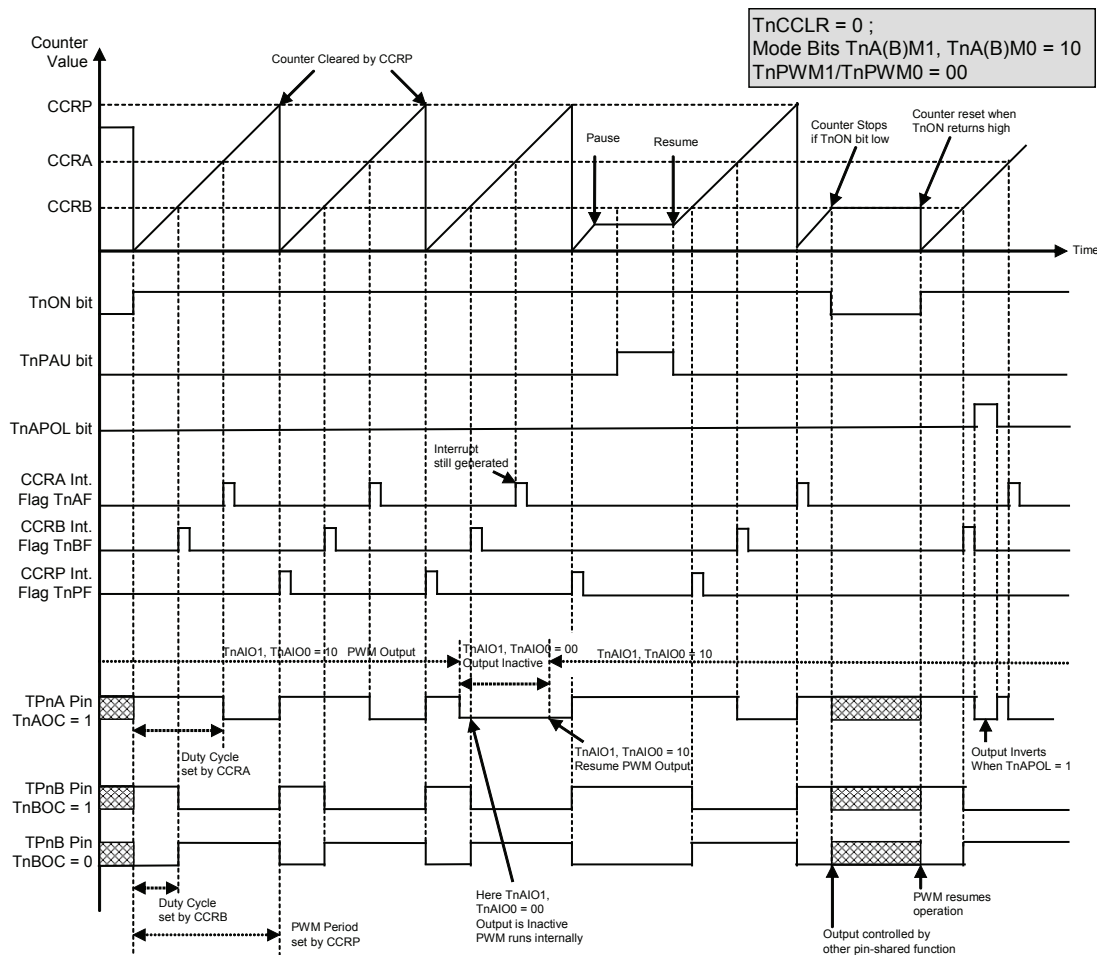 TnCCLR = 0 ;
Mode Bits TnA(B)M1, TnA(B)M0 = 10
TnPWM1/TnPWM0 = 00
Counter
Value
Counter Cleared by CCRP
CCRP
CCRA
CCRB
Pause
Resume
Counter Stops
if TnON bit low
Counter reset when
TnON returns high
Time
TnON bit
TnPAU bit
TnAPOL bit
Interrupt
still generated
CCRA Int.
Flag TnAF
CCRB Int.
Flag TnBF
CCRP Int.
Flag TnPF
TnAIO1, TnAIO0 = 10 PWM Output
TnAIO1, TnAIO0 = 00
Output Inactive
TnAIO1, TnAIO0 = 10
TPnA Pin
TnAOC = 1
Duty Cycle
set by CCRA
TnAIO1, TnAIO0 = 10
Resume PWM Output
Output Inverts
When TnAPOL = 1
TPnB Pin
TnBOC = 1
TPnB Pin
TnBOC = 0
Duty Cycle
set by CCRB
PWM Period
set by CCRP
Here TnAIO1,
TnAIO0 = 00
Output is Inactive
PWM runs internally
Output controlled by
other pin-shared function
PWM resumes
operation